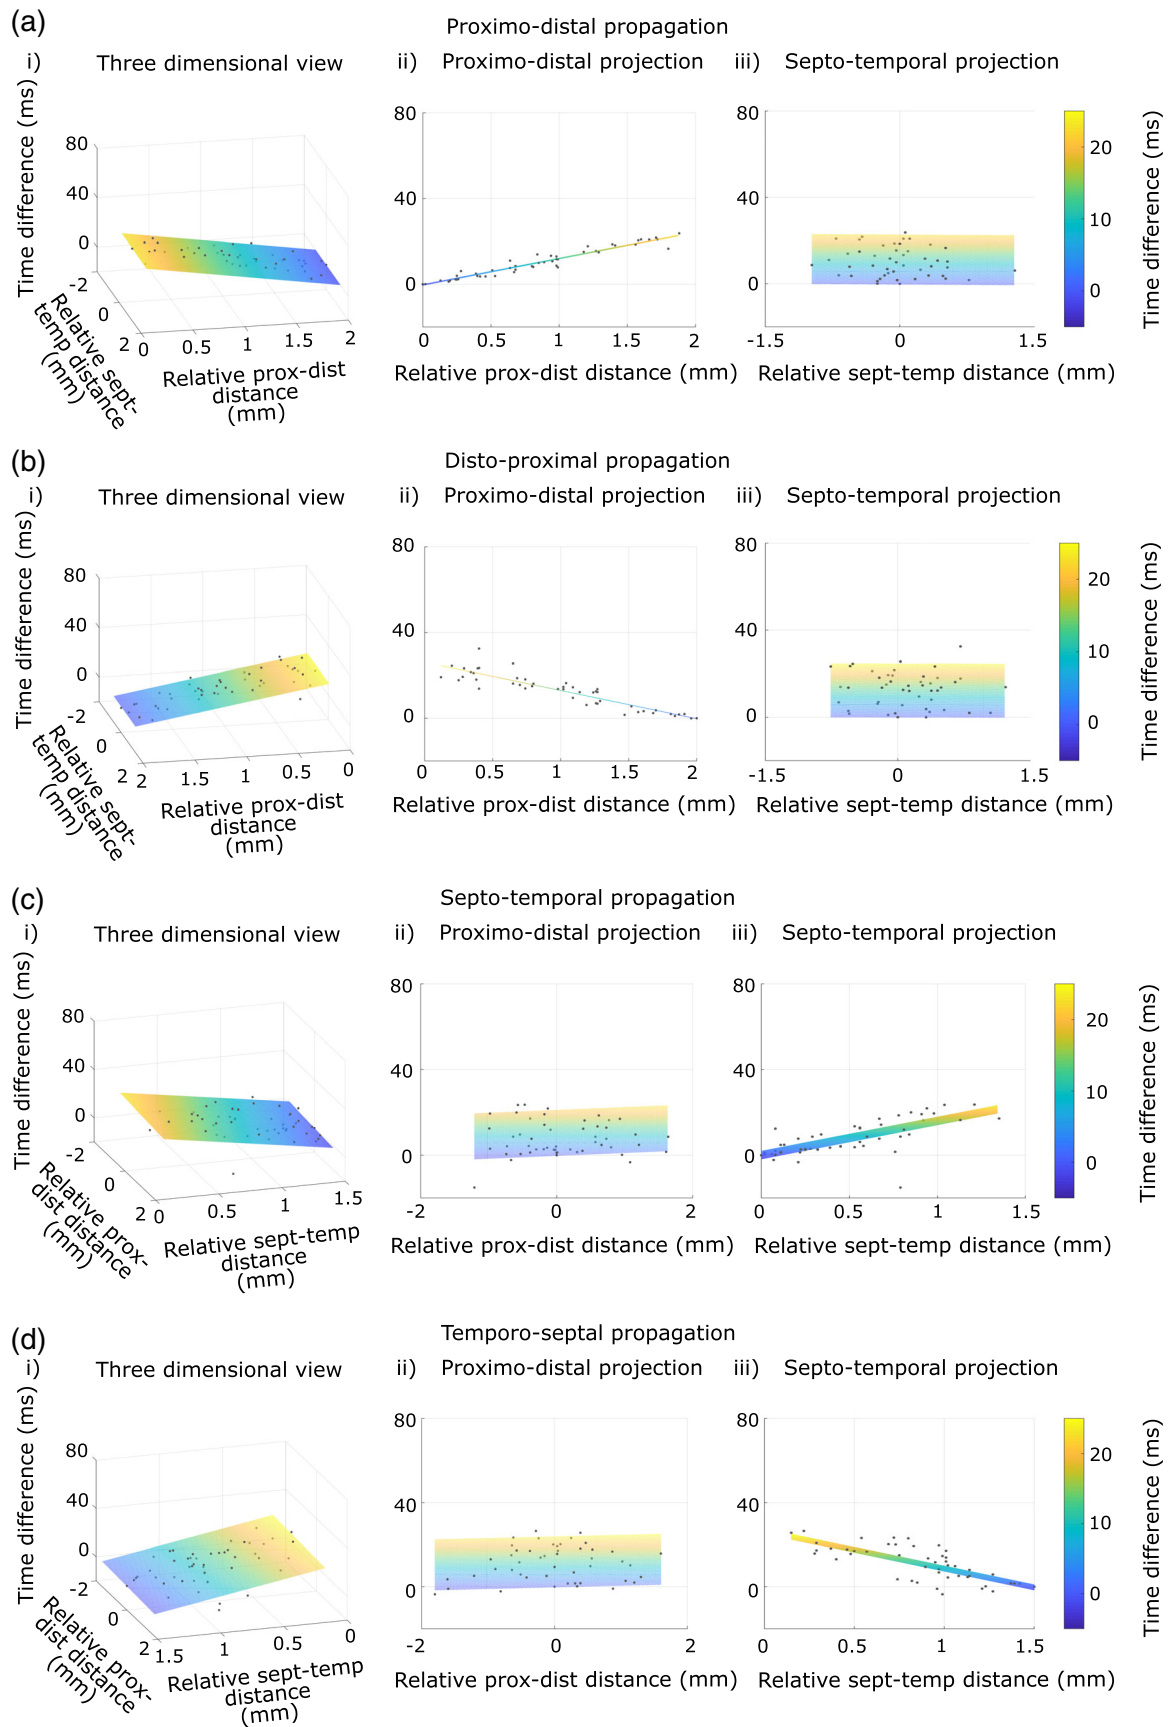 (a)
Proximo-distal propagation
i) Three dimensional view
ii) Proximo-distal projection
iii) Septo-temporal projection
Time difference (ms)
80
40
0
-2
0
2
Relative sept-
temp distance
(mm)
0 0.5 1 1.5 2
Relative prox-dist
distance
(mm)
80
40
0
0 0.5 1 1.5 2
Relative prox-dist distance (mm)
80
40
0
-1.5 0 1.5
Relative sept-temp distance (mm)
20
10
0
Time difference (ms)
(b)
Disto-proximal propagation
i) Three dimensional view
ii) Proximo-distal projection
iii) Septo-temporal projection
Time difference (ms)
80
40
0
-2
0
2
Relative sept-
temp distance
(mm)
2 1.5 1 0.5 0
Relative prox-dist
distance
(mm)
80
40
0
0 0.5 1 1.5 2
Relative prox-dist distance (mm)
80
40
0
-1.5 0 1.5
Relative sept-temp distance (mm)
20
10
0
Time difference (ms)
(c)
Septo-temporal propagation
i) Three dimensional view
ii) Proximo-distal projection
iii) Septo-temporal projection
Time difference (ms)
80
40
0
-2
0
2
Relative prox-
dist distance
(mm)
0 0.5 1 1.5
Relative sept-temp
distance
(mm)
80
40
0
-2 0 2
Relative prox-dist distance (mm)
80
40
0
0 0.5 1 1.5
Relative sept-temp distance (mm)
20
10
0
Time difference (ms)
(d)
Temporo-septal propagation
i) Three dimensional view
ii) Proximo-distal projection
iii) Septo-temporal projection
Time difference (ms)
80
40
0
-2
0
2
Relative prox-
dist distance
(mm)
1.5 1 0.5 0
Relative sept-temp
distance
(mm)
80
40
0
-2 0 2
Relative prox-dist distance (mm)
80
40
0
0 0.5 1 1.5
Relative sept-temp distance (mm)
20
10
0
Time difference (ms)